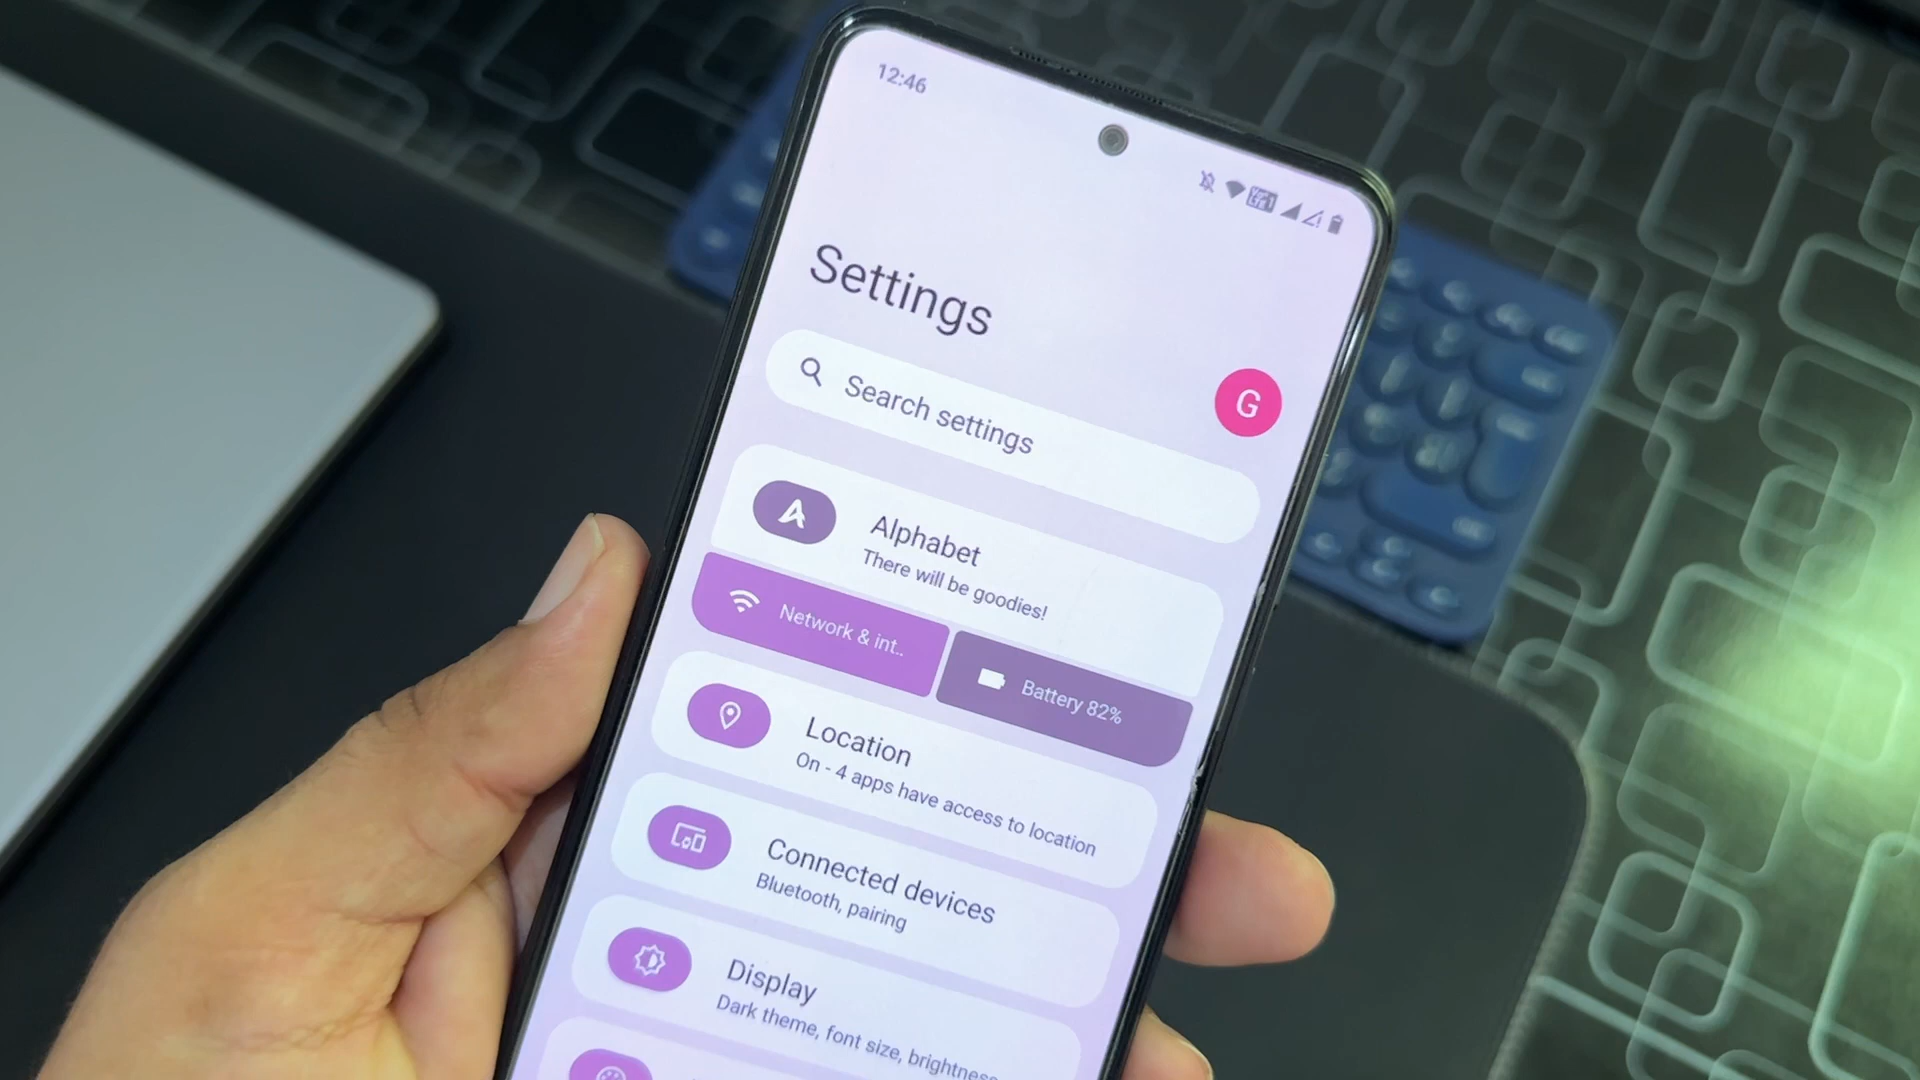 12:46
Settings
Search settings
G
Alphabet
There will be goodies!
Network & int..
Battery 82%
Location
On - 4 apps have access to location
Connected devices
Bluetooth, pairing
Display
Dark theme, font size, brightness